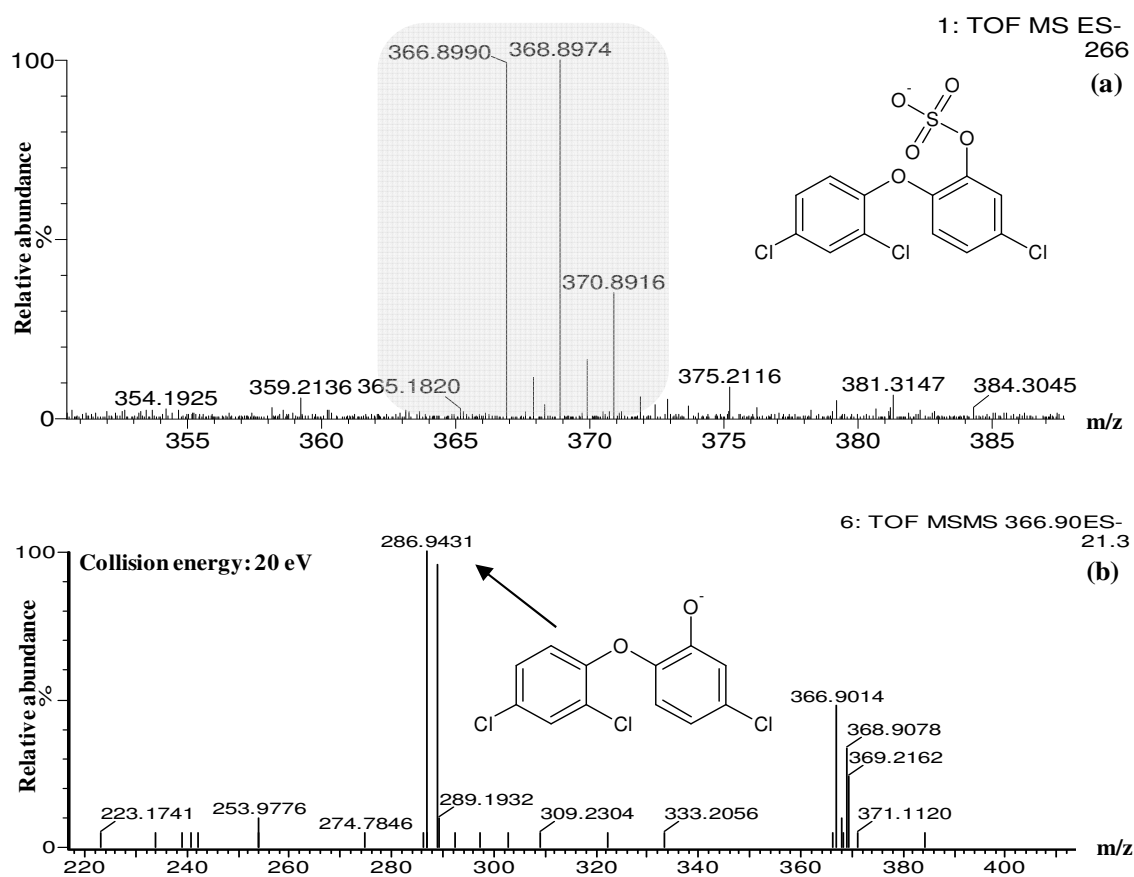 1: TOF MS ES-
266
(a)
100
366.8990 368.8974
O⁻ O
S
O O
O
Cl Cl Cl
370.8916
%
Relative abundance
354.1925 359.2136 365.1820 375.2116 381.3147 384.3045
0
355 360 365 370 375 380 385 m/z
6: TOF MSMS 366.90ES-
21.3
(b)
100
286.9431
Collision energy: 20 eV
O⁻
O
Cl Cl Cl
%
Relative abundance
366.9014
368.9078
369.2162
223.1741 253.9776 274.7846 289.1932 309.2304 333.2056 371.1120
0
220 240 260 280 300 320 340 360 380 400 m/z